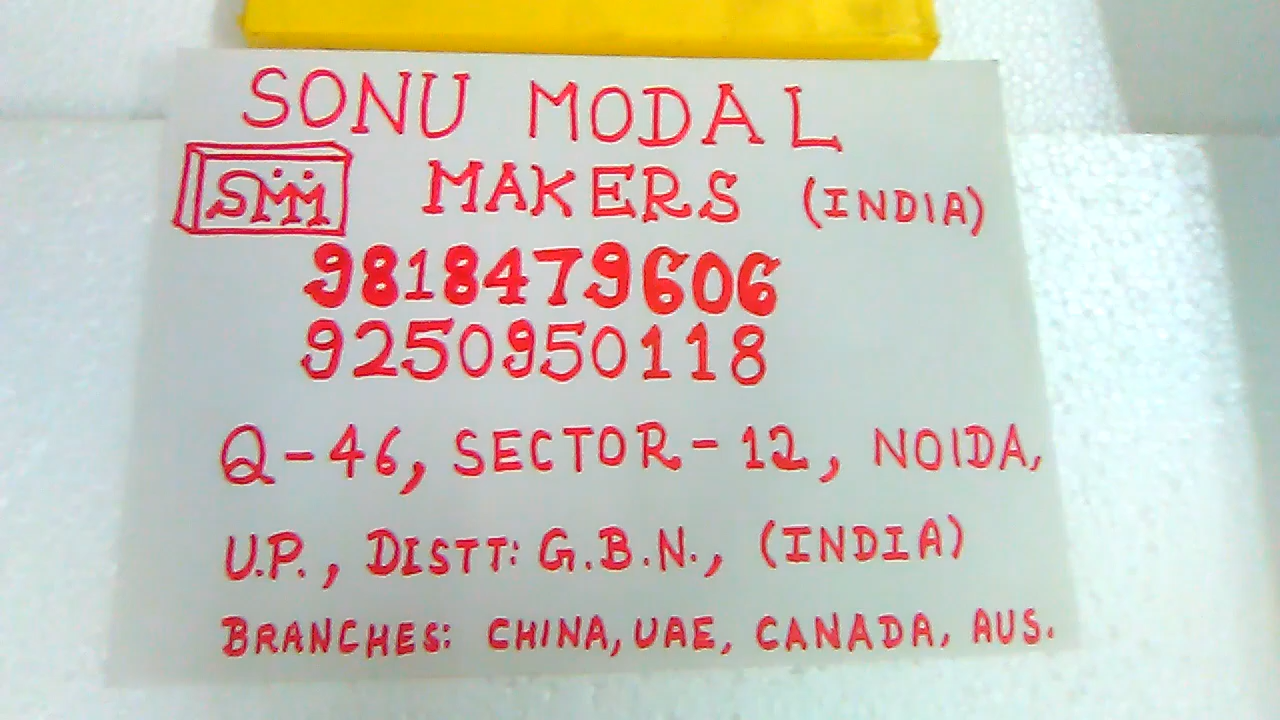 SONU MODAL
SMM MAKERS (INDIA)
9818479606
9250950118
Q-46, SECTOR-12, NOIDA,
U.P., DISTT: G.B.N., (INDIA)
BRANCHES: CHINA, UAE, CANADA, AUS.